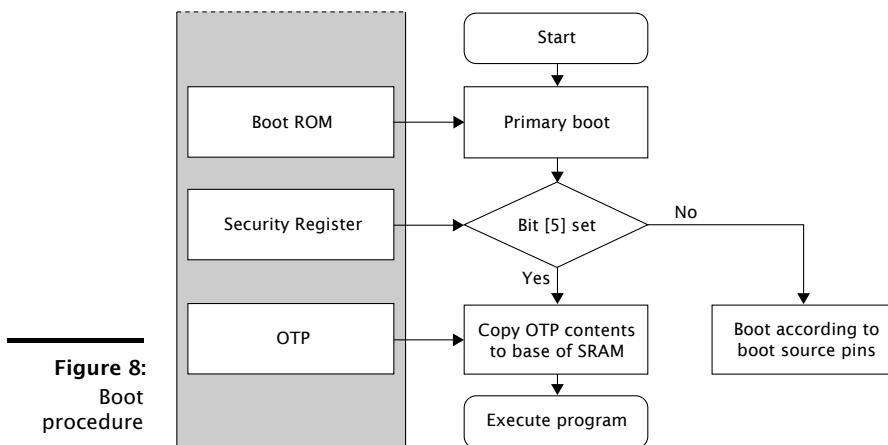 Start
Boot ROM
Primary boot
Security Register
Bit [5] set
No
Yes
OTP
Copy OTP contents
to base of SRAM
Boot according to
boot source pins
Execute program
Figure 8:
Boot
procedure